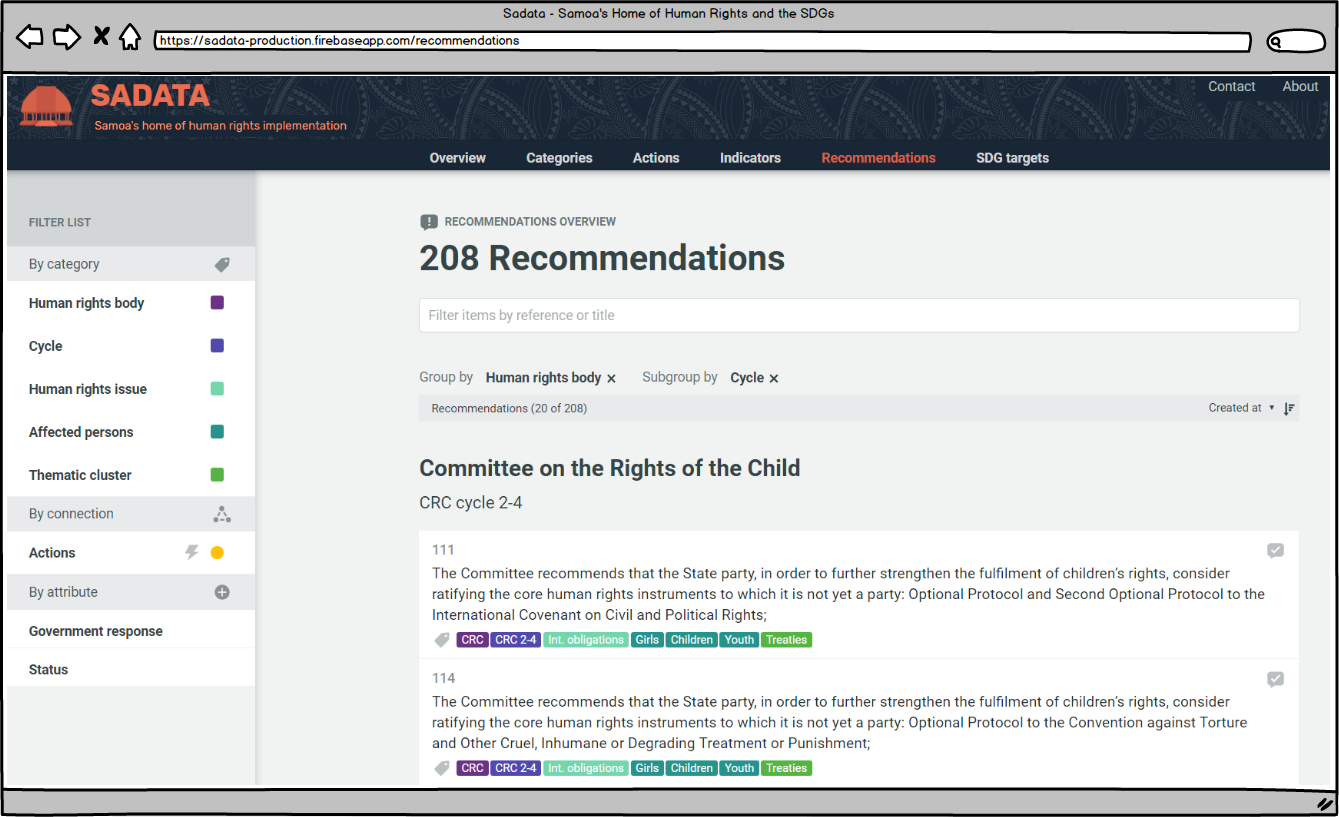 Sadata - Samoa's Home of Human Rights and the SDGs
https://sadata-production.firebaseapp.com/recommendations
SADATA
Samoa's home of human rights implementation
Contact About
Overview Categories Actions Indicators Recommendations SDG targets
FILTER LIST
By category
Human rights body
Cycle
Human rights issue
Affected persons
Thematic cluster
By connection
Actions
By attribute
Government response
Status
RECOMMENDATIONS OVERVIEW
208 Recommendations
Filter items by reference or title
Group by Human rights body × Subgroup by Cycle ×
Recommendations (20 of 208) Created at
Committee on the Rights of the Child
CRC cycle 2-4
111
The Committee recommends that the State party, in order to further strengthen the fulfilment of children's rights, consider
ratifying the core human rights instruments to which it is not yet a party: Optional Protocol and Second Optional Protocol to the
International Covenant on Civil and Political Rights;
CRC CRC 2-4 Int. obligations Girls Children Youth Treaties
114
The Committee recommends that the State party, in order to further strengthen the fulfilment of children's rights, consider
ratifying the core human rights instruments to which it is not yet a party: Optional Protocol to the Convention against Torture
and Other Cruel, Inhumane or Degrading Treatment or Punishment;
CRC CRC 2-4 Int. obligations Girls Children Youth Treaties